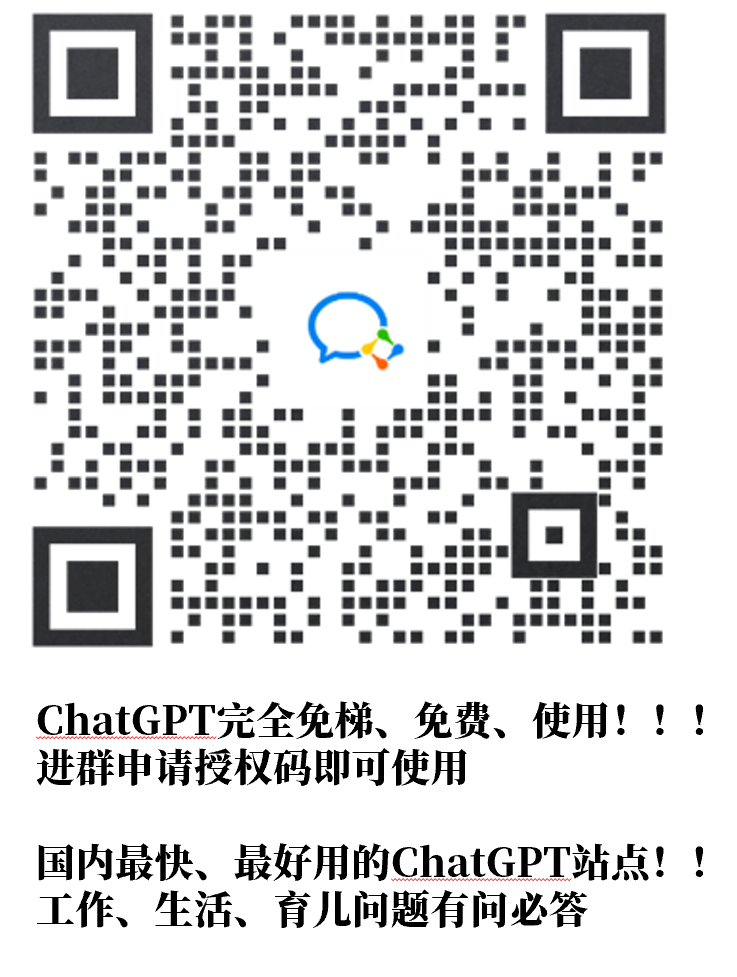 ChatGPT完全免梯、免费、使用！！！
进群申请授权码即可使用
国内最快、最好用的ChatGPT站点！！
工作、生活、育儿问题有问必答